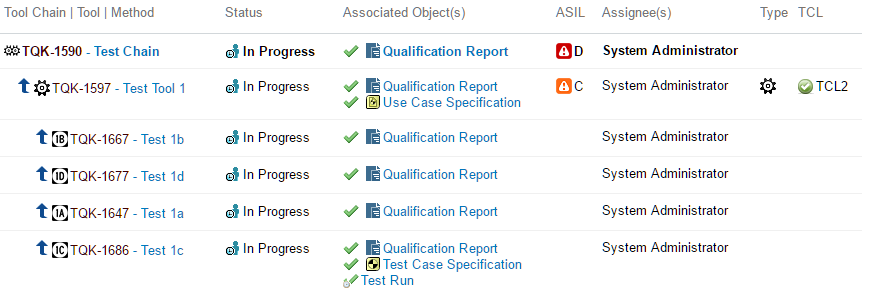 Tool Chain | Tool | Method Status Associated Object(s) ASIL Assignee(s) Type TCL
TQK-1590 - Test Chain In Progress Qualification Report D System Administrator
TQK-1597 - Test Tool 1 In Progress Qualification Report C System Administrator TCL2
Use Case Specification
1B TQK-1667 - Test 1b In Progress Qualification Report System Administrator
1D TQK-1677 - Test 1d In Progress Qualification Report System Administrator
1A TQK-1647 - Test 1a In Progress Qualification Report System Administrator
1C TQK-1686 - Test 1c In Progress Qualification Report System Administrator
Test Case Specification
Test Run